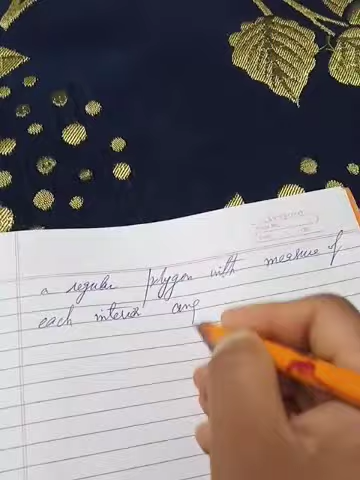 a regular polygon with measure of
each interior ang